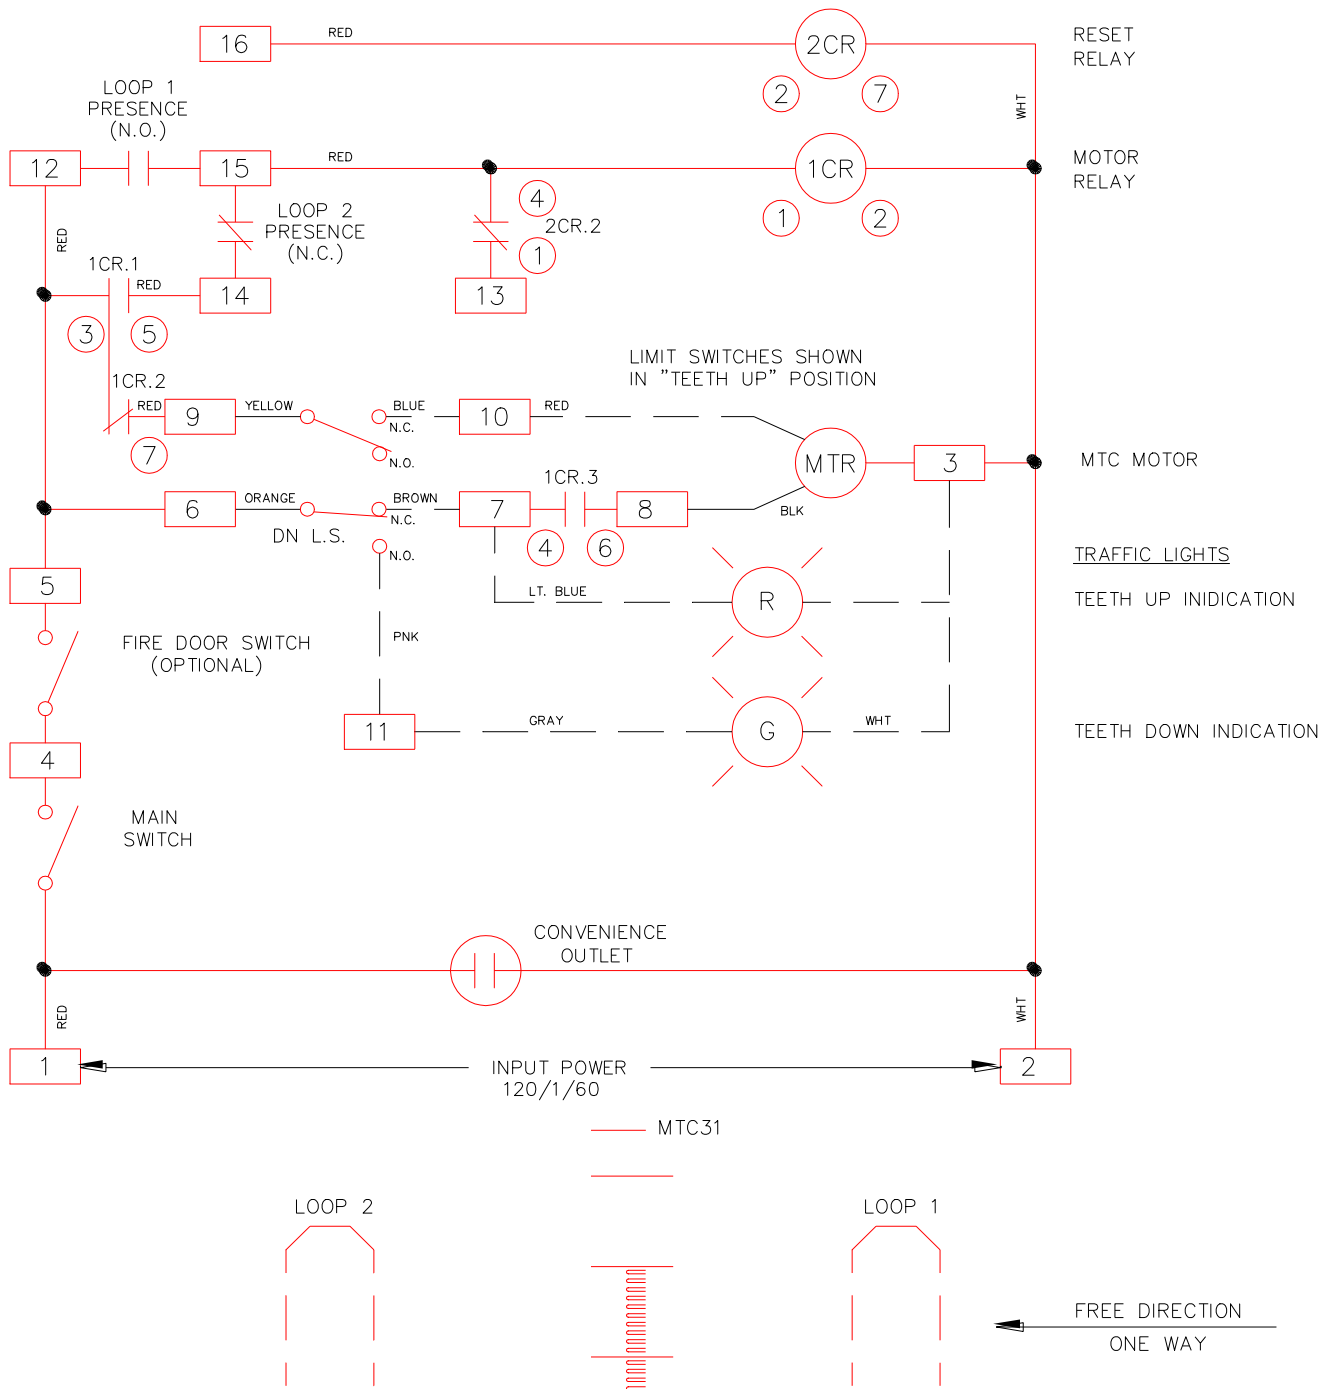 16
RED
2CR
RESET
RELAY
2
7
LOOP 1
PRESENCE
(N.O.)
WHT
12
15
RED
1CR
MOTOR
RELAY
LOOP 2
PRESENCE
(N.C.)
4
2CR.2
1
1
2
RED
1CR.1
RED
14
13
3
5
LIMIT SWITCHES SHOWN
IN "TEETH UP" POSITION
1CR.2
RED
9
YELLOW
BLUE
N.C.
10
RED
7
N.O.
MTR
3
MTC MOTOR
6
ORANGE
BROWN
N.C.
7
1CR.3
8
BLK
DN L.S.
N.O.
4
6
TRAFFIC LIGHTS
5
LT. BLUE
R
TEETH UP INIDICATION
FIRE DOOR SWITCH
(OPTIONAL)
PNK
11
GRAY
G
WHT
TEETH DOWN INDICATION
4
MAIN
SWITCH
CONVENIENCE
OUTLET
RED
WHT
1
INPUT POWER
120/1/60
2
MTC31
LOOP 2
LOOP 1
FREE DIRECTION
ONE WAY